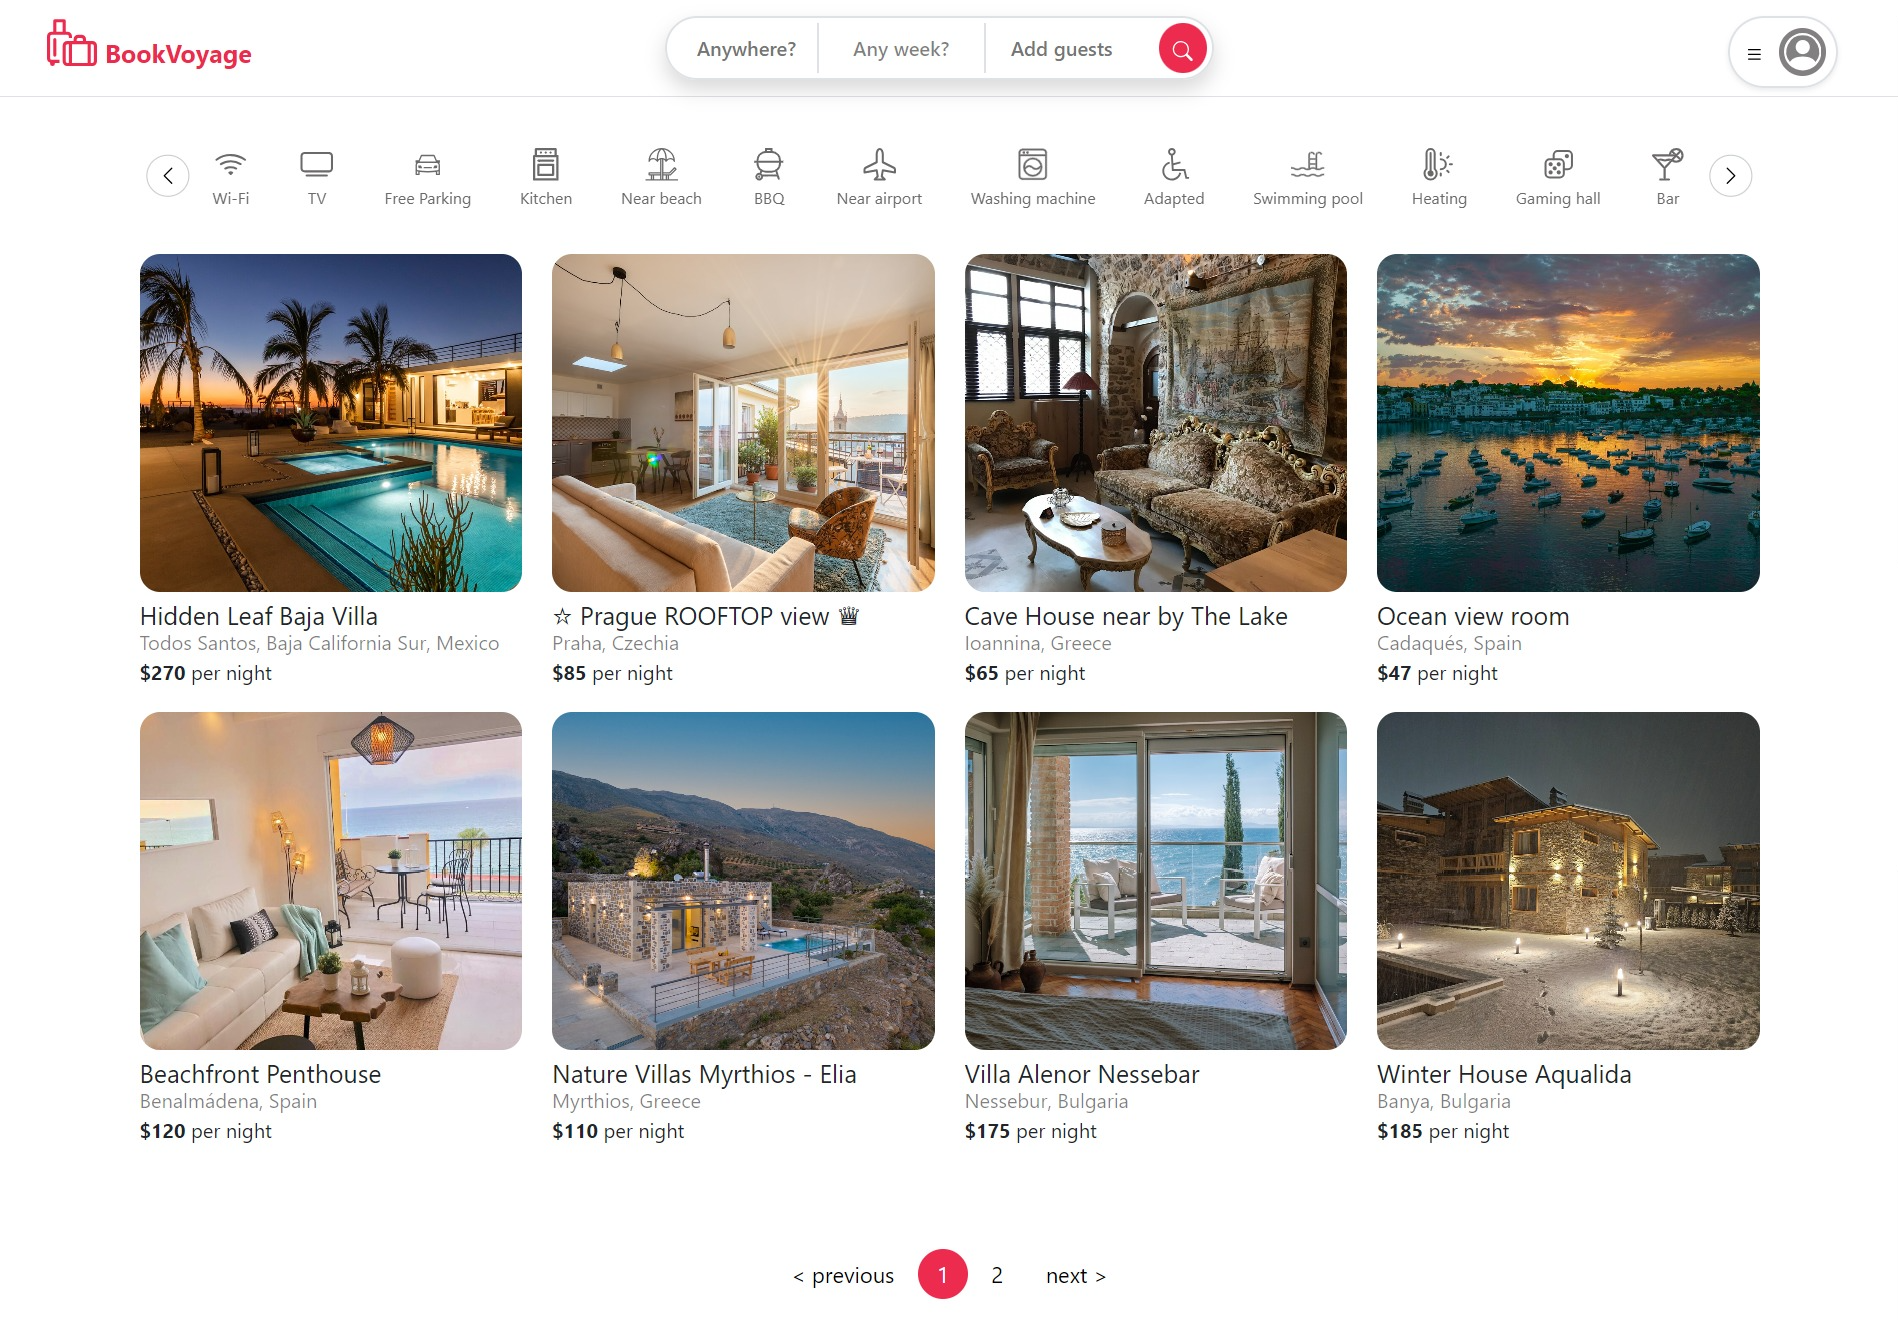 BookVoyage
Anywhere?
Any week?
Add guests
Wi-Fi
TV
Free Parking
Kitchen
Near beach
BBQ
Near airport
Washing machine
Adapted
Swimming pool
Heating
Gaming hall
Bar
Hidden Leaf Baja Villa
Todos Santos, Baja California Sur, Mexico
$270 per night
☆ Prague ROOFTOP view ♛
Praha, Czechia
$85 per night
Cave House near by The Lake
Ioannina, Greece
$65 per night
Ocean view room
Cadaqués, Spain
$47 per night
Beachfront Penthouse
Benalmádena, Spain
$120 per night
Nature Villas Myrthios - Elia
Myrthios, Greece
$110 per night
Villa Alenor Nessebar
Nessebur, Bulgaria
$175 per night
Winter House Aqualida
Banya, Bulgaria
$185 per night
< previous 1 2 next >